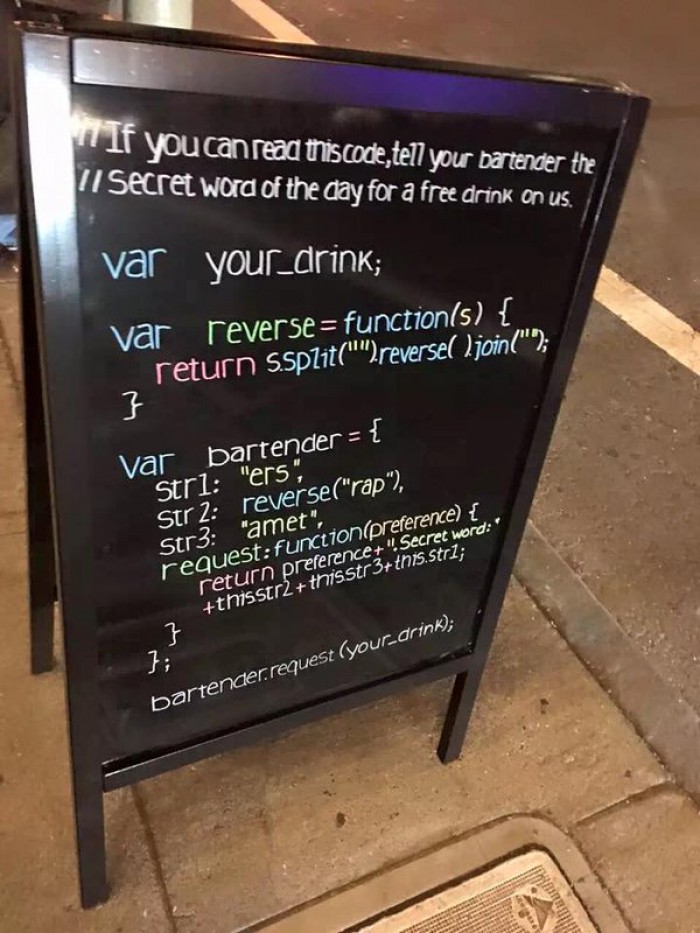 // If you can read this code, tell your bartender the
// Secret word of the day for a free drink on us.
var your_drink;
var reverse = function(s) {
return s.split("").reverse( ).join("");
}
var bartender = {
str1: "ers",
str2: reverse("rap"),
str3: "amet",
request: function(preference) {
return preference+". Secret word: "
+this.str2+this.str3+this.str1;
}
};
bartender.request(your_drink);